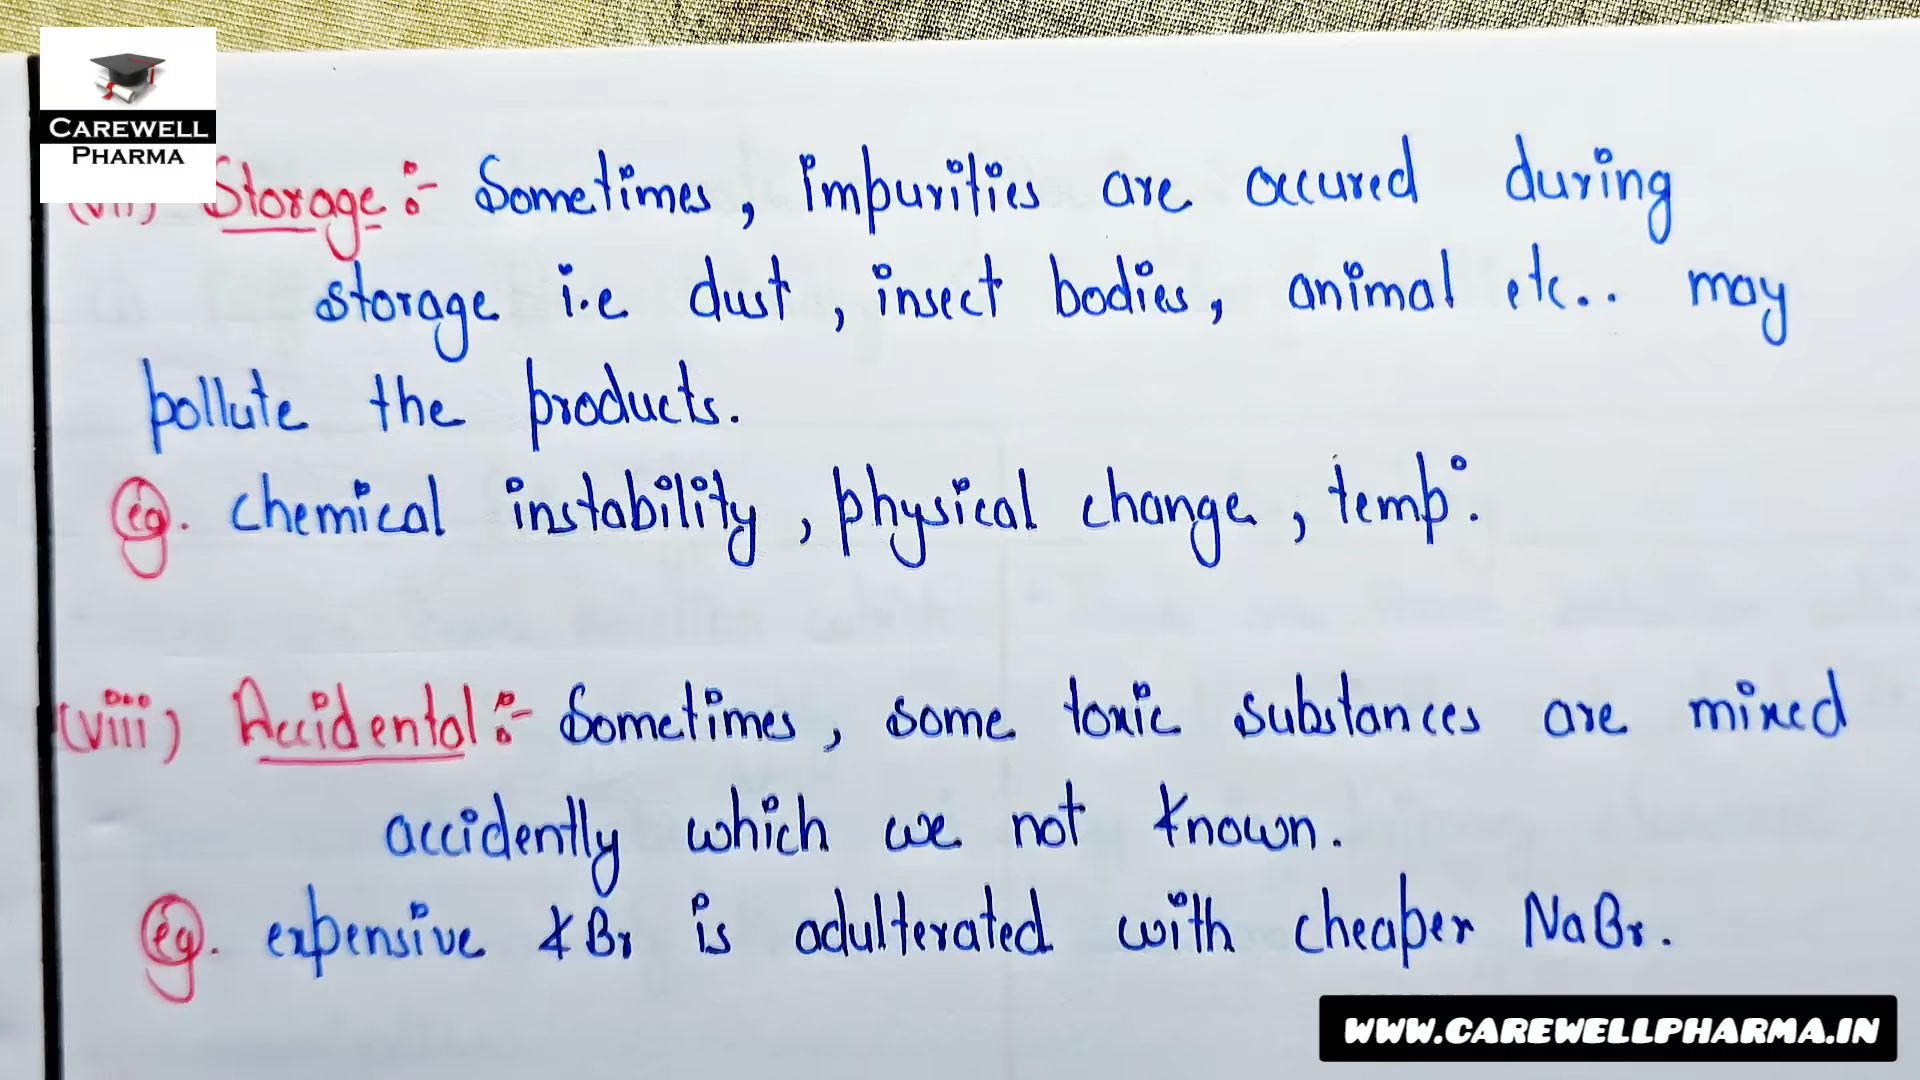 CAREWELL
PHARMA
(vii) Storage :- Sometimes, impurities are occured during
storage i.e dust, insect bodies, animal etc.. may
pollute the products.
eg. chemical instability, physical change, temp°.
(viii) Accidental :- Sometimes, some toxic substances are mixed
accidently which we not known.
eg. expensive KBr is adulterated with cheaper NaBr.
WWW.CAREWELLPHARMA.IN